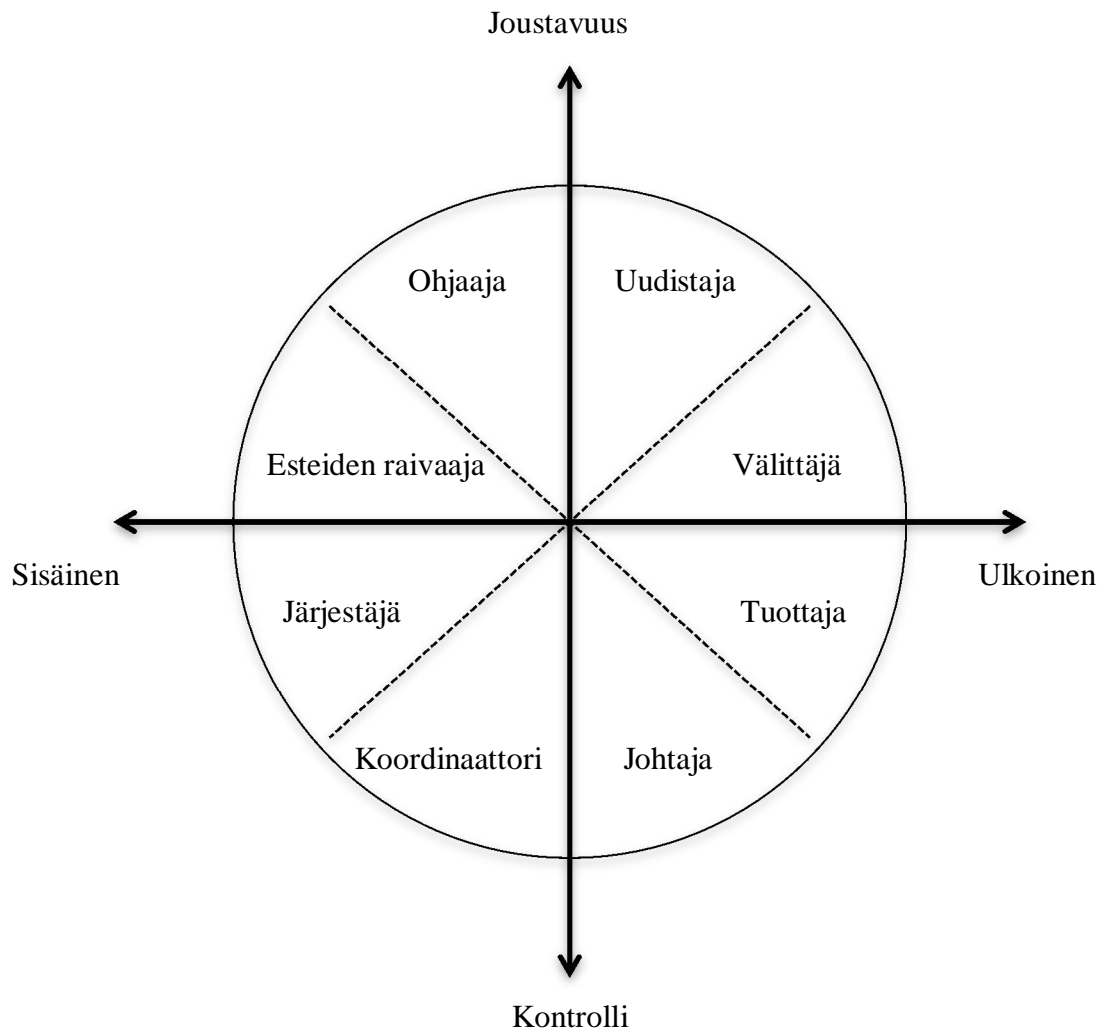 Joustavuus
Ohjaaja
Uudistaja
Esteiden raivaaja
Välittäjä
Sisäinen
Ulkoinen
Järjestäjä
Tuottaja
Koordinaattori
Johtaja
Kontrolli